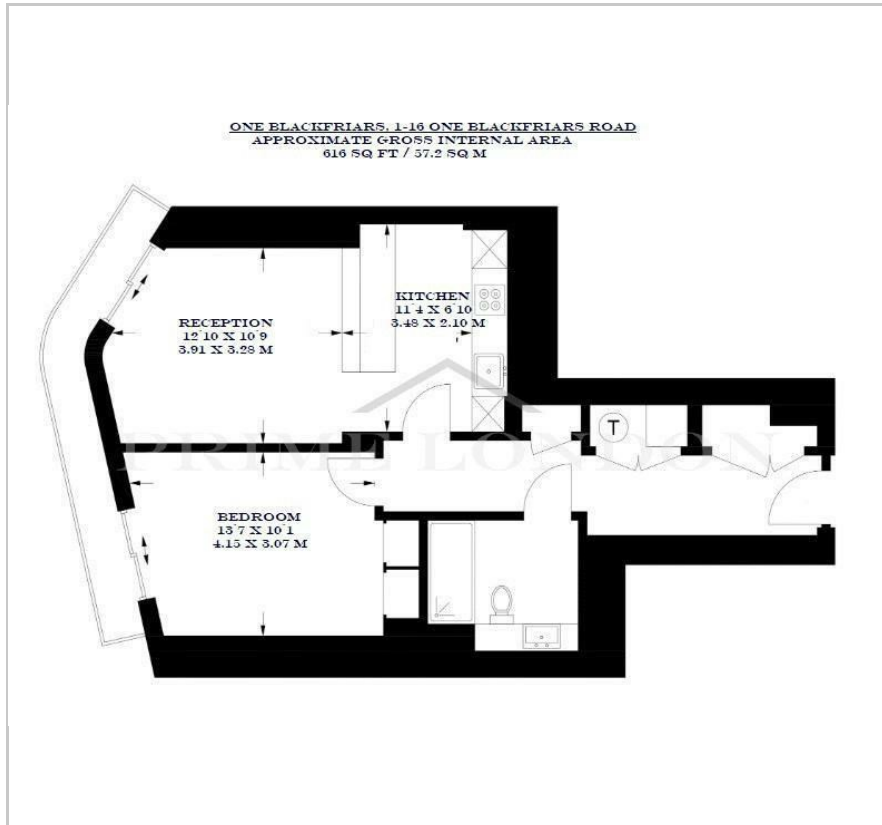 ONE BLACKFRIARS, 1-16 ONE BLACKFRIARS ROAD
APPROXIMATE GROSS INTERNAL AREA
616 SQ FT / 57.2 SQ M
KITCHEN
11'4 X 6'10
3.48 X 2.10 M
RECEPTION
12'10 X 10'9
3.91 X 3.28 M
T
PRIME LONDON
BEDROOM
13'7 X 10'1
4.15 X 3.07 M